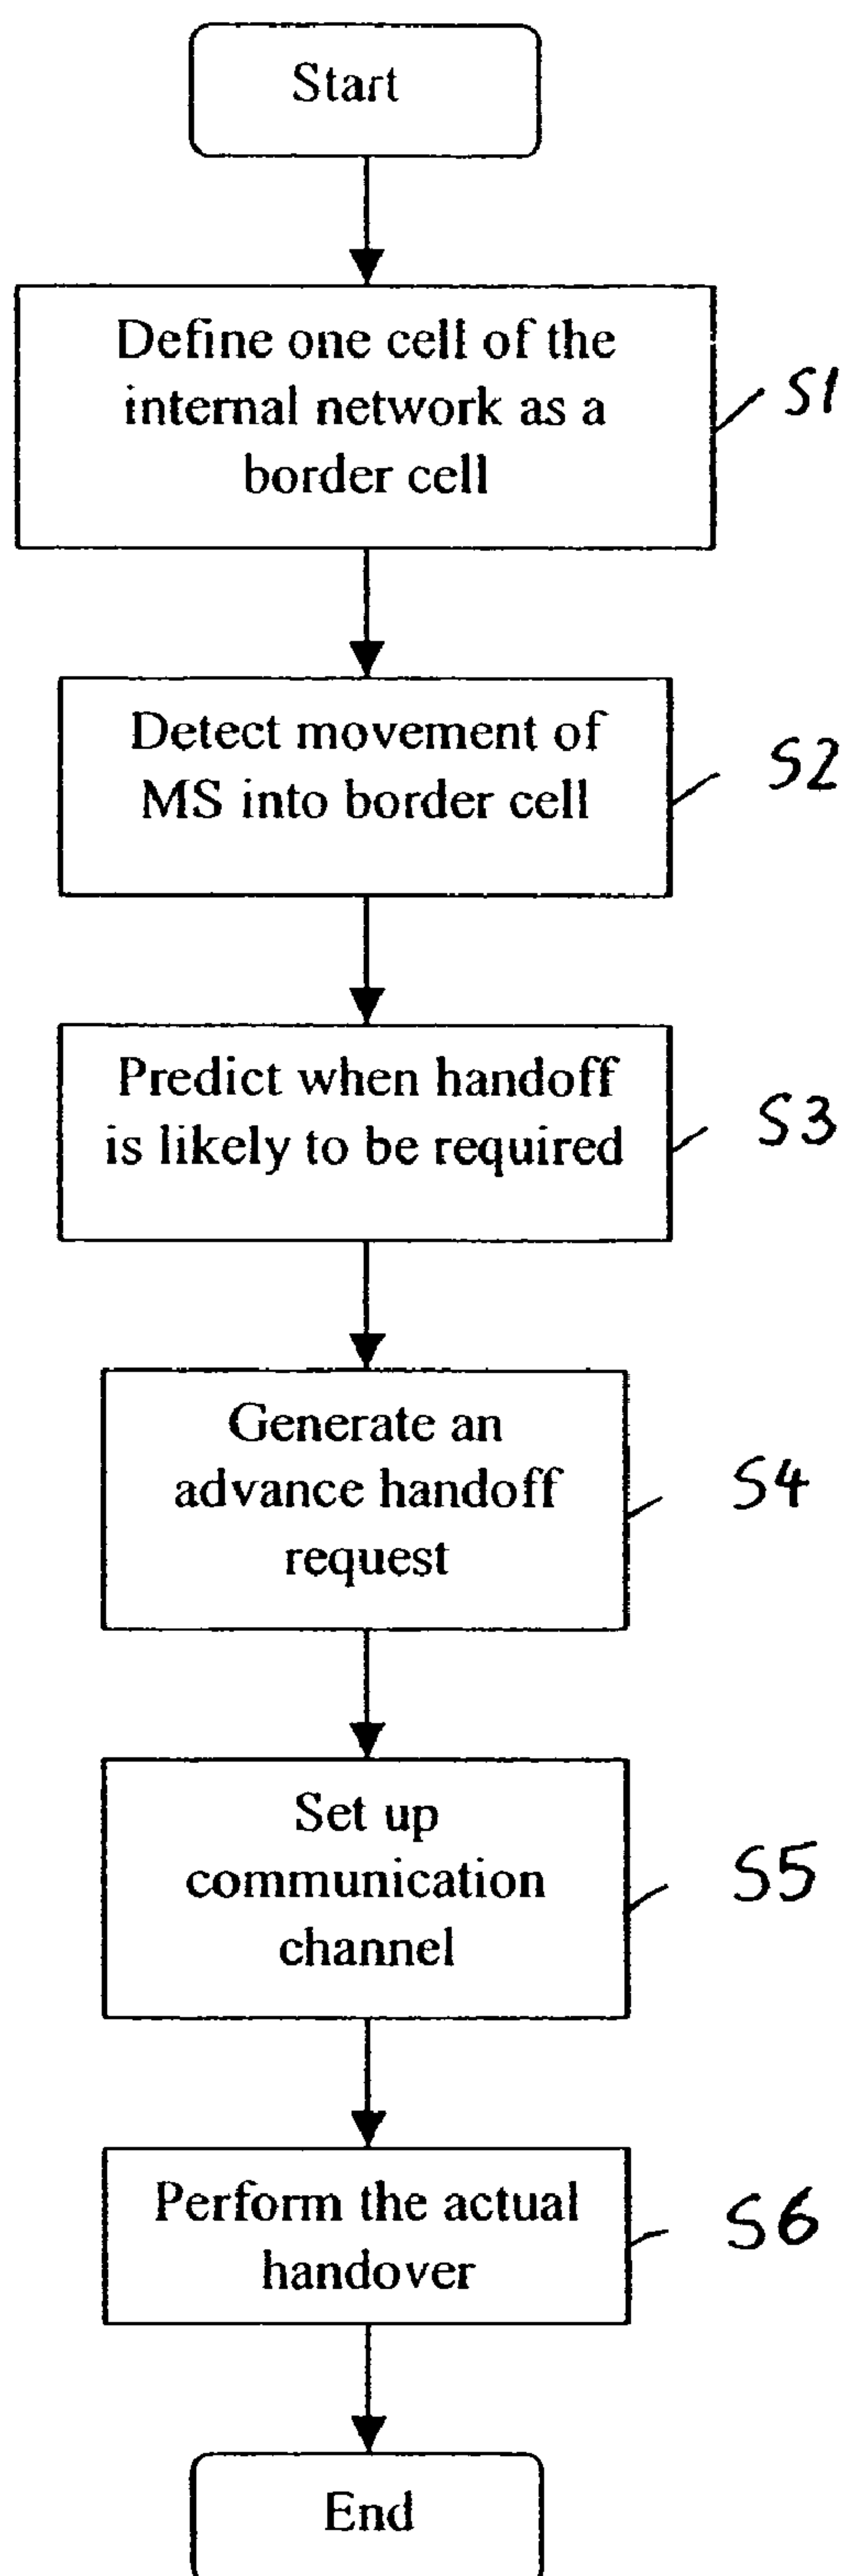 Start
Define one cell of the
internal network as a
border cell
S1
Detect movement of
MS into border cell
S2
Predict when handoff
is likely to be required
S3
Generate an
advance handoff
request
S4
Set up
communication
channel
S5
Perform the actual
handover
S6
End